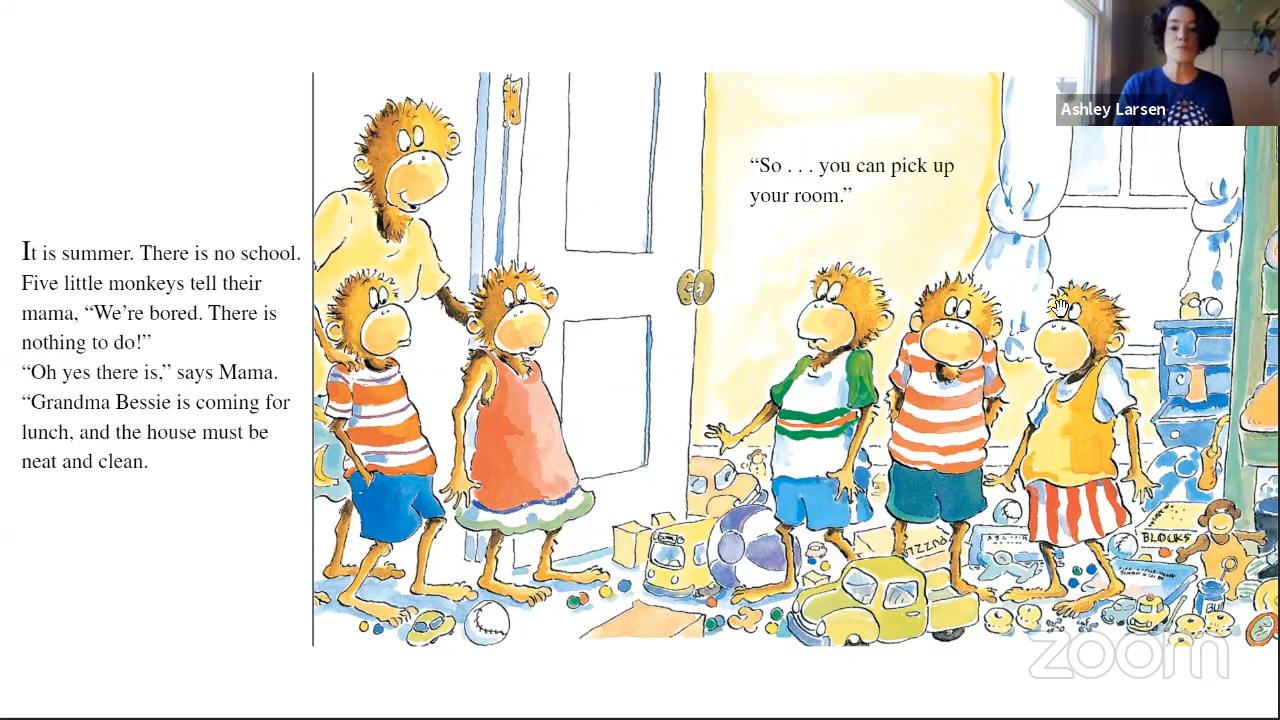 It is summer. There is no school.
Five little monkeys tell their
mama, “We’re bored. There is
nothing to do!”
“Oh yes there is,” says Mama.
“Grandma Bessie is coming for
lunch, and the house must be
neat and clean.
“So . . . you can pick up
your room.”
Ashley Larsen
PUZZ
BLOCKS
BU
zoom